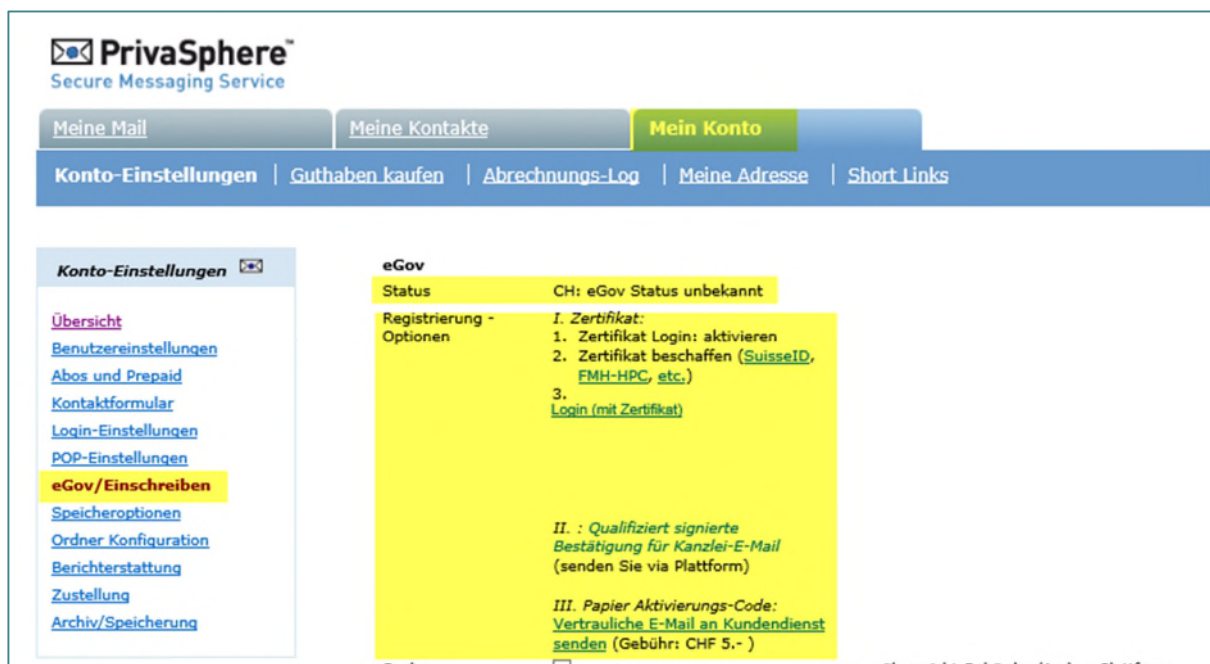 PrivaSphere™
Secure Messaging Service
Meine Mail
Meine Kontakte
Mein Konto
Konto-Einstellungen | Guthaben kaufen | Abrechnungs-Log | Meine Adresse | Short Links
Konto-Einstellungen
Übersicht
Benutzereinstellungen
Abos und Prepaid
Kontaktformular
Login-Einstellungen
POP-Einstellungen
eGov/Einschreiben
Speicheroptionen
Ordner Konfiguration
Berichterstattung
Zustellung
Archiv/Speicherung
eGov
Status CH: eGov Status unbekannt
Registrierung - I. Zertifikat:
Optionen 1. Zertifikat Login: aktivieren
2. Zertifikat beschaffen (SuisseID,
FMH-HPC, etc.)
3.
Login (mit Zertifikat)
II. : Qualifiziert signierte
Bestätigung für Kanzlei-E-Mail
(senden Sie via Plattform)
III. Papier Aktivierungs-Code:
Vertrauliche E-Mail an Kundendienst
senden (Gebühr: CHF 5.- )